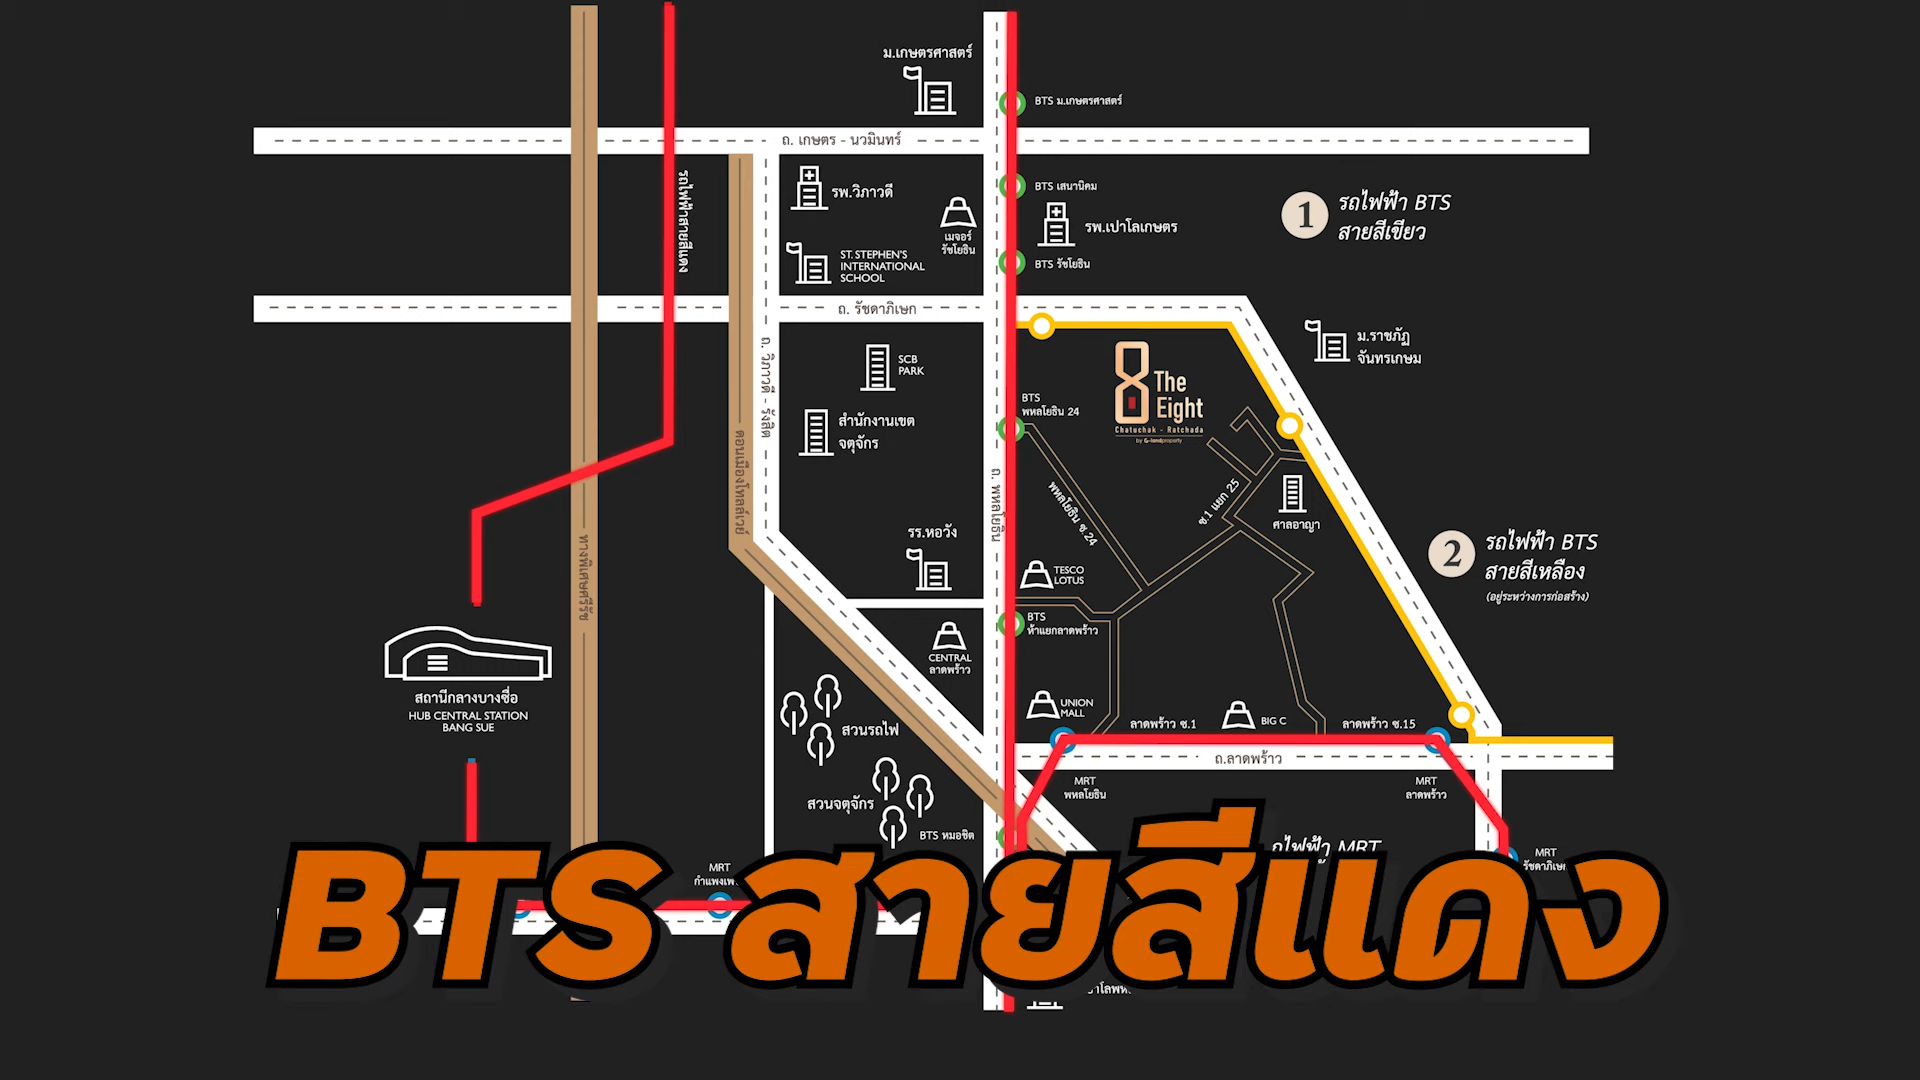 ม.เกษตรศาสตร์
BTS ม.เกษตรศาสตร์
ถ. เกษตร - นวมินทร์
รถไฟฟ้าสายสีแดง
รพ.วิภาวดี
เมเจอร์
รัชโยธิน
BTS เสนานิคม
รพ.เปาโลเกษตร
BTS รัชโยธิน
ST. STEPHEN'S
INTERNATIONAL
SCHOOL
1
รถไฟฟ้า BTS
สายสีเขียว
ถ. รัชดาภิเษก
ถ. วิภาวดี - รังสิต
SCB
PARK
สำนักงานเขต
จตุจักร
ดอนเมืองโทลล์เวย์
ทางพิเศษศรีรัช
BTS
พหลโยธิน 24
8 The
Eight
Chatuchak - Ratchada
by G-landproperty
ม.ราชภัฏ
จันทรเกษม
ถ. พหลโยธิน
พหลโยธิน ซ.24
ซ.1 แยก 25
ศาลอาญา
รร.หอวัง
TESCO
LOTUS
BTS
ห้าแยกลาดพร้าว
CENTRAL
ลาดพร้าว
2
รถไฟฟ้า BTS
สายสีเหลือง
(อยู่ระหว่างการก่อสร้าง)
สถานีกลางบางซื่อ
HUB CENTRAL STATION
BANG SUE
สวนรถไฟ
สวนจตุจักร
UNION
MALL
ลาดพร้าว ซ.1
BIG C
ลาดพร้าว ซ.15
ถ.ลาดพร้าว
MRT
พหลโยธิน
MRT
ลาดพร้าว
BTS หมอชิต
MRT
MRT
MRT
BTS สายสีแดง